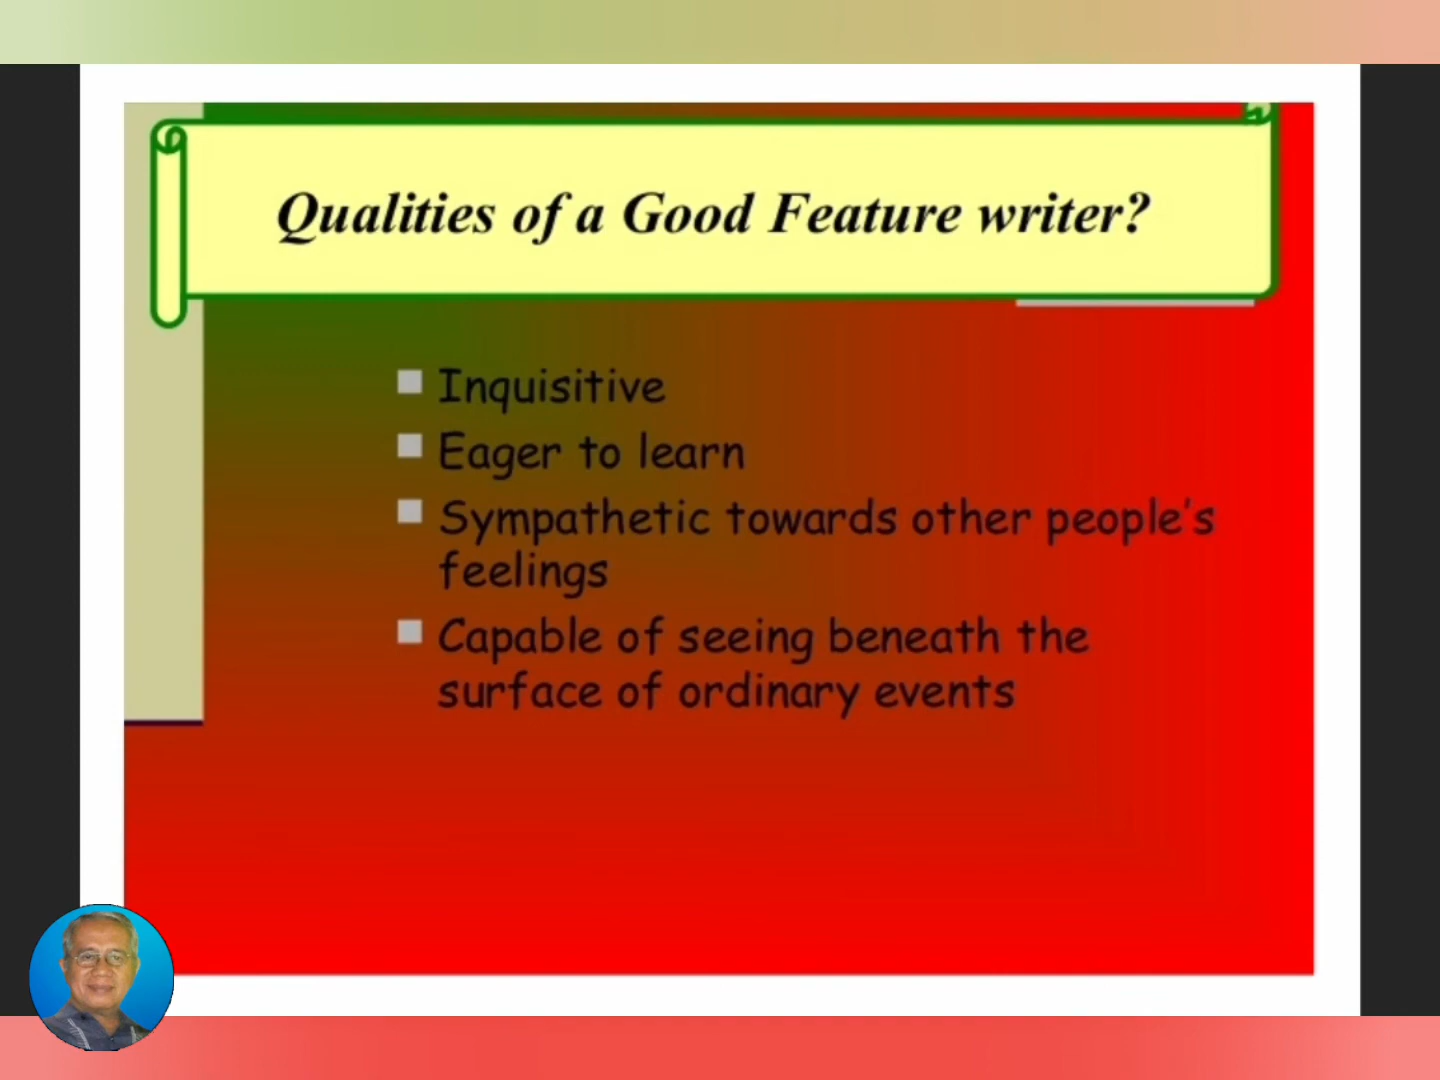 Qualities of a Good Feature writer?
Inquisitive
Eager to learn
Sympathetic towards other people's
feelings
Capable of seeing beneath the
surface of ordinary events